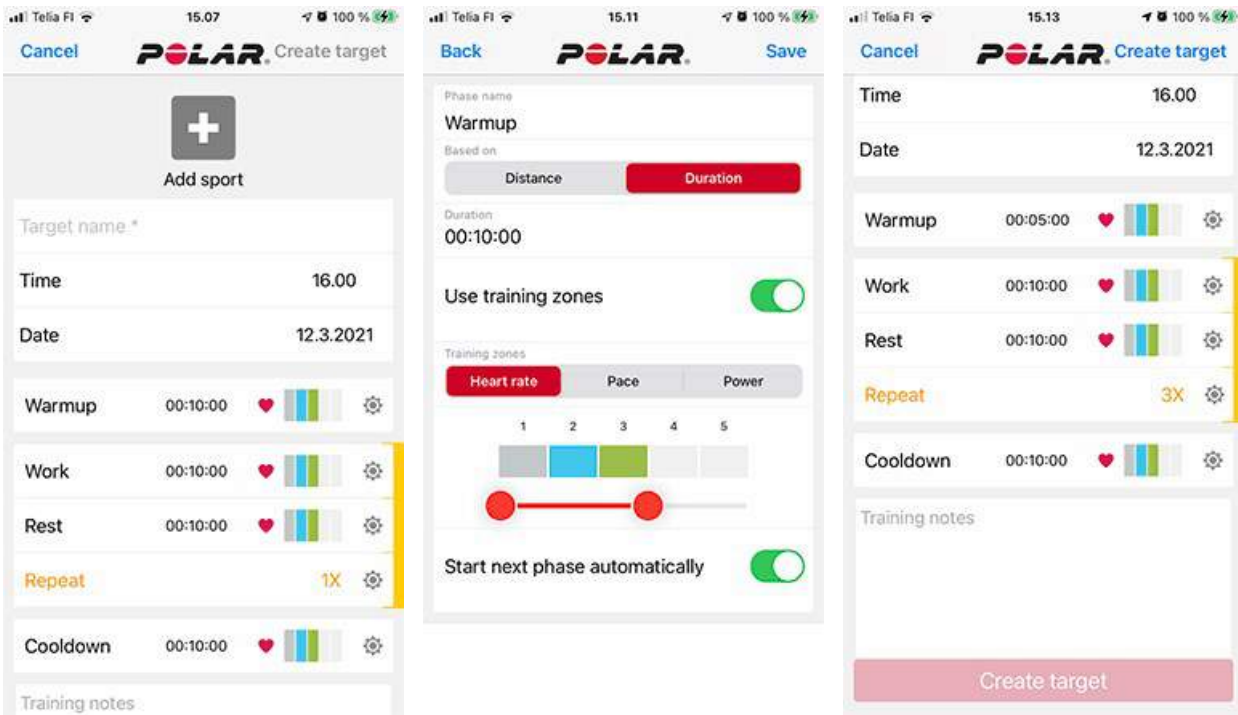 Telia FI 15.07 100 %
Cancel POLAR. Create target
Add sport
Target name *
Time 16.00
Date 12.3.2021
Warmup 00:10:00
Work 00:10:00
Rest 00:10:00
Repeat 1X
Cooldown 00:10:00
Training notes
Telia FI 15.11 100 %
Back POLAR. Save
Phase name
Warmup
Based on
Distance Duration
Duration
00:10:00
Use training zones
Training zones
Heart rate Pace Power
1 2 3 4 5
Start next phase automatically
Telia FI 15.13 100 %
Cancel POLAR. Create target
Time 16.00
Date 12.3.2021
Warmup 00:05:00
Work 00:10:00
Rest 00:10:00
Repeat 3X
Cooldown 00:10:00
Training notes
Create target